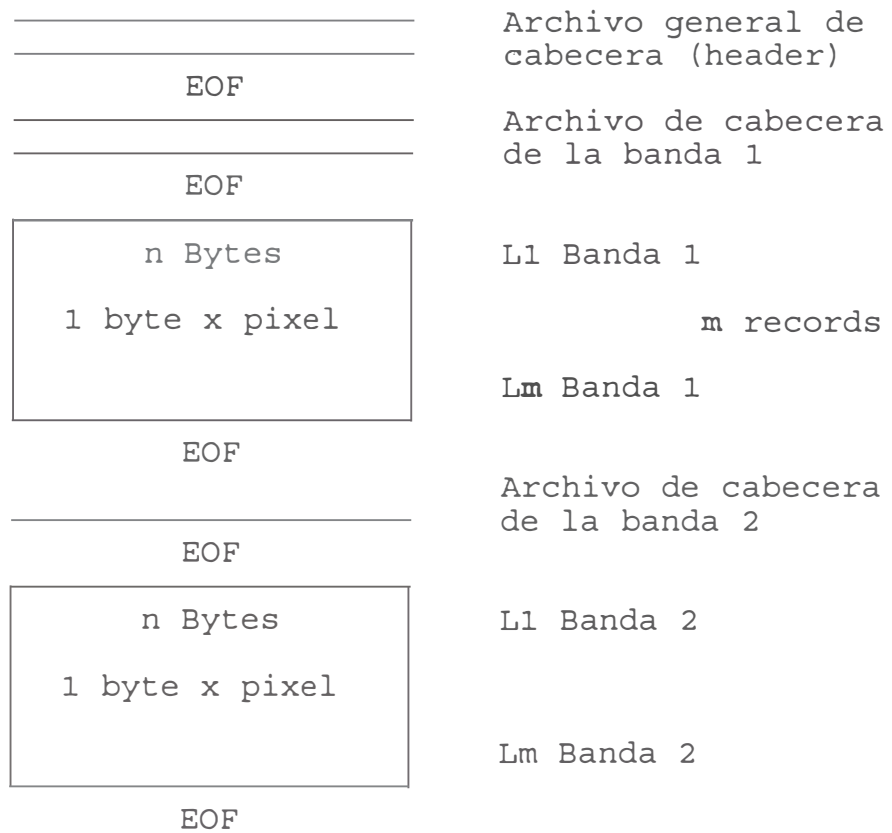 Archivo general de
cabecera (header)
EOF
Archivo de cabecera
de la banda 1
EOF
n Bytes
L1 Banda 1
1 byte x pixel
m records
Lm Banda 1
EOF
Archivo de cabecera
de la banda 2
EOF
n Bytes
L1 Banda 2
1 byte x pixel
Lm Banda 2
EOF